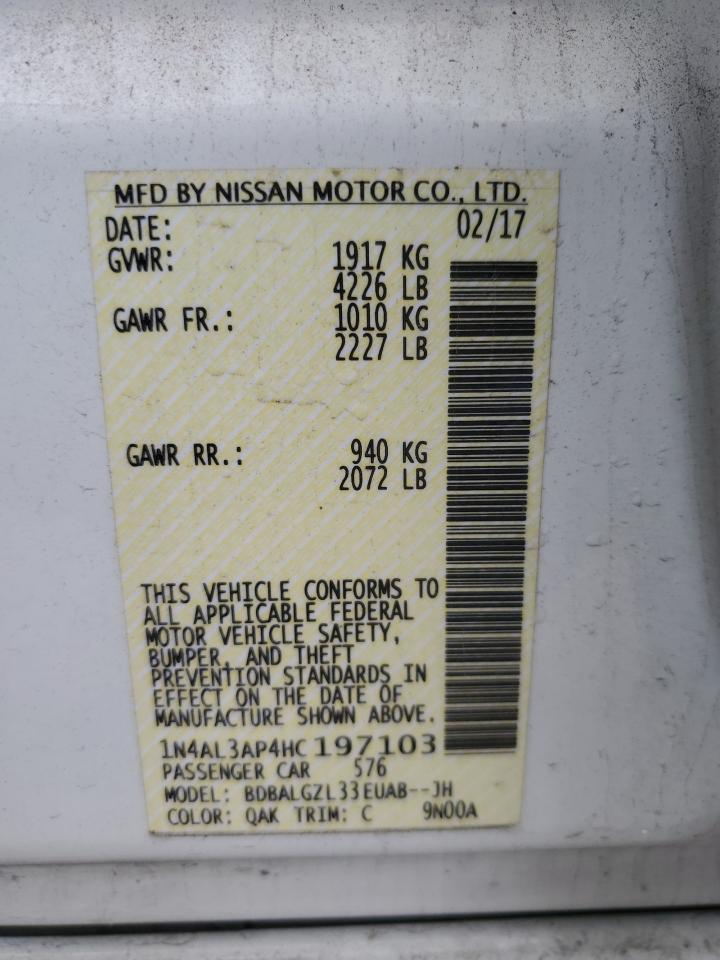 MFD BY NISSAN MOTOR CO., LTD.
DATE: 02/17
GVWR: 1917 KG
4226 LB
GAWR FR.: 1010 KG
2227 LB
GAWR RR.: 940 KG
2072 LB
THIS VEHICLE CONFORMS TO
ALL APPLICABLE FEDERAL
MOTOR VEHICLE SAFETY,
BUMPER, AND THEFT
PREVENTION STANDARDS IN
EFFECT ON THE DATE OF
MANUFACTURE SHOWN ABOVE.
1N4AL3AP4HC197103
PASSENGER CAR 576
MODEL: BDBALGZL33EUAB--JH
COLOR: QAK TRIM: C 9N00A